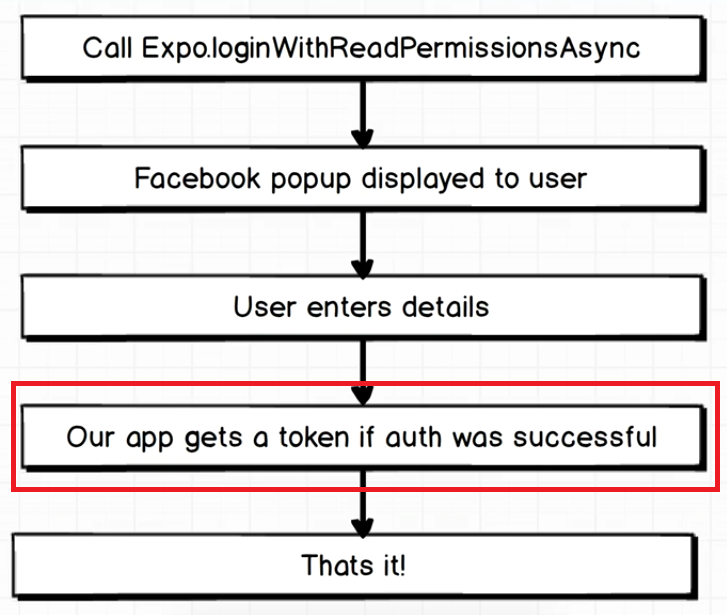 Call Expo.loginWithReadPermissionsAsync
Facebook popup displayed to user
User enters details
Our app gets a token if auth was successful
Thats it!